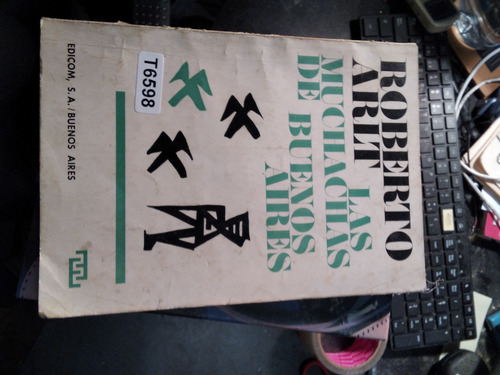 ROBERTO
ARLT
LAS
MUCHACHAS
DE BUENOS
AIRES
T6598
EDICOM, S. A. / BUENOS AIRES